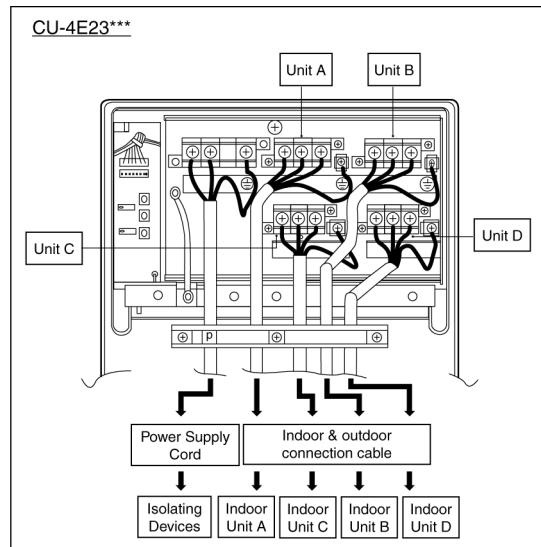 CU-4E23***
Unit A
Unit B
Unit C
Unit D
p
Power Supply
Cord
Indoor & outdoor
connection cable
Isolating
Devices
Indoor
Unit A
Indoor
Unit C
Indoor
Unit B
Indoor
Unit D